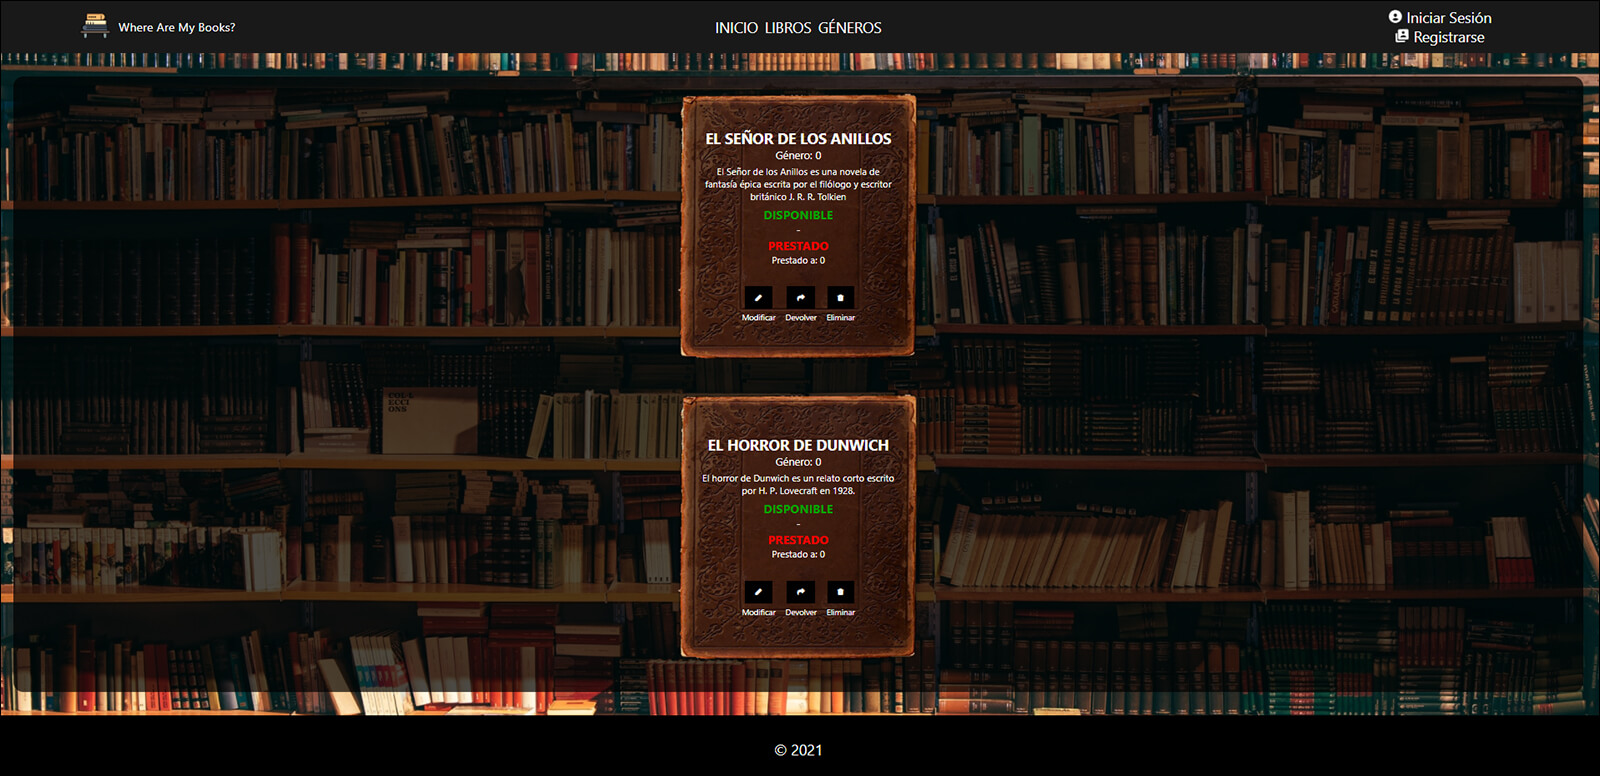 Where Are My Books?
INICIO LIBROS GÉNEROS
Iniciar Sesión
Registrarse
EL SEÑOR DE LOS ANILLOS
Género: 0
El Señor de los Anillos es una novela de
fantasía épica escrita por el filólogo y escritor
británico J. R. R. Tolkien
DISPONIBLE
-
PRESTADO
Prestado a: 0
Modificar Devolver Eliminar
COL·L
ECCI
ONS
EL HORROR DE DUNWICH
Género: 0
El horror de Dunwich es un relato corto escrito
por H. P. Lovecraft en 1928.
DISPONIBLE
-
PRESTADO
Prestado a: 0
Modificar Devolver Eliminar
© 2021